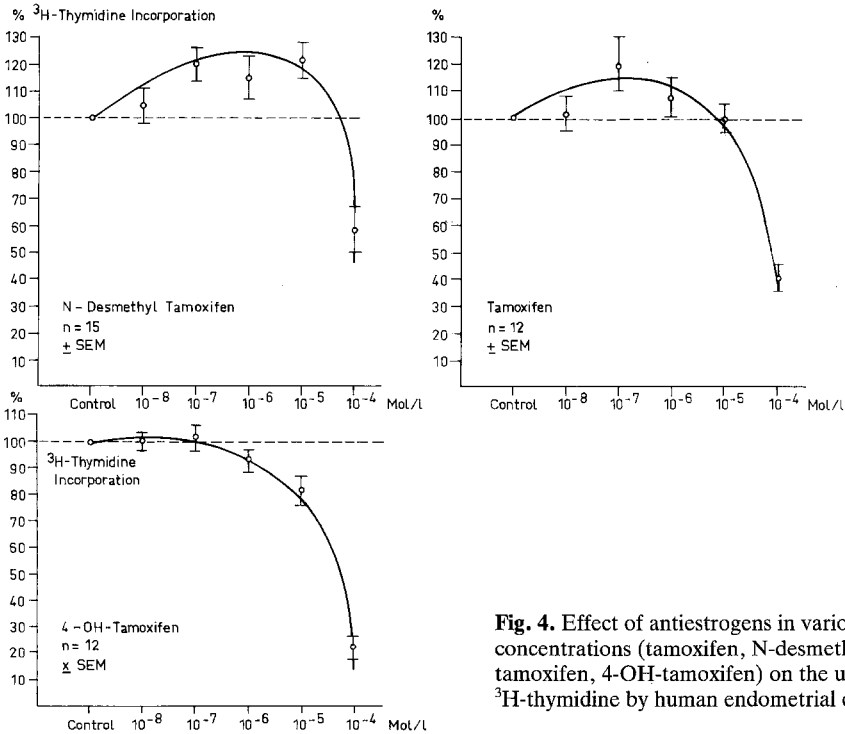 % ³H-Thymidine Incorporation
130
120
110
100
90
80
70
60
50
40
30
20
10
N - Desmethyl Tamoxifen
n = 15
± SEM
Control 10⁻⁸ 10⁻⁷ 10⁻⁶ 10⁻⁵ 10⁻⁴ Mol/l
%
130
120
110
100
90
80
70
60
50
40
30
20
10
Tamoxifen
n = 12
± SEM
Control 10⁻⁸ 10⁻⁷ 10⁻⁶ 10⁻⁵ 10⁻⁴ Mol/l
%
110
100
90
80
70
60
50
40
30
20
10
³H-Thymidine
Incorporation
4-OH-Tamoxifen
n = 12
x SEM
Control 10⁻⁸ 10⁻⁷ 10⁻⁶ 10⁻⁵ 10⁻⁴ Mol/l
Fig. 4. Effect of antiestrogens in vario
concentrations (tamoxifen, N-desmeth
tamoxifen, 4-OH-tamoxifen) on the u
³H-thymidine by human endometrial c